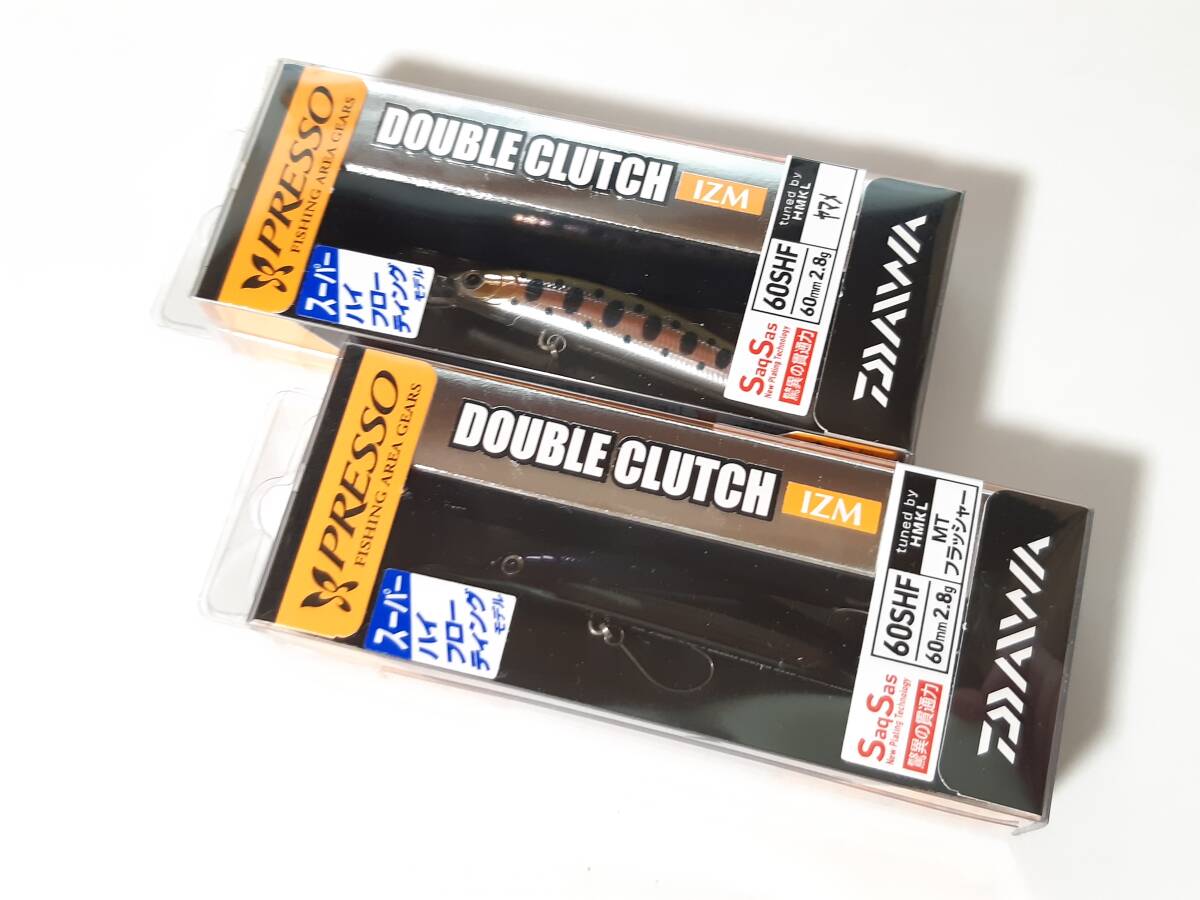 PRESSO
FISHING AREA GEARS
DOUBLE CLUTCH IZM
スーパー
ハイ
フロー
ティング
モデル
tuned by
HMKL
ヤマメ
60SHF
60mm 2.8g
SaqSas
New Plating Technology
驚異の貫通力
DAIWA
PRESSO
FISHING AREA GEARS
DOUBLE CLUTCH IZM
スーパー
ハイ
フロー
ティング
モデル
tuned by
HMKL
MT
フラッシャー
60SHF
60mm 2.8g
SaqSas
New Plating Technology
驚異の貫通力
DAIWA